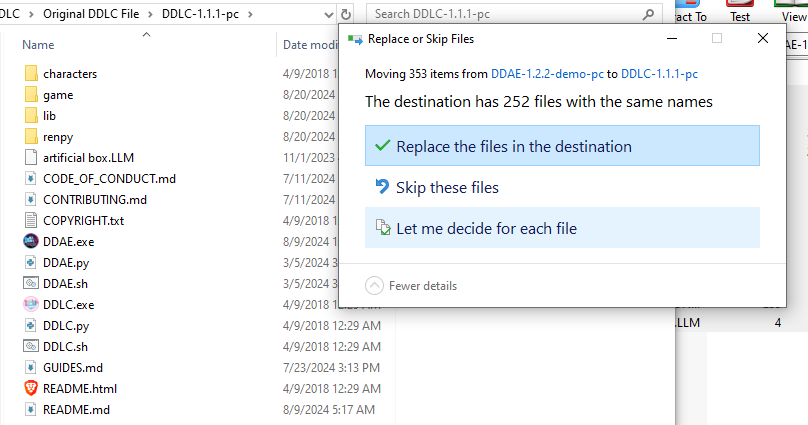 DLC > Original DDLC File > DDLC-1.1.1-pc
Search DDLC-1.1.1-pc
act To Test View
Name Date modi
characters 4/9/2018 1
game 8/20/2024
lib 8/20/2024
renpy 8/20/2024
artificial box.LLM 11/1/2023
CODE_OF_CONDUCT.md 7/11/2024
CONTRIBUTING.md 7/11/2024
COPYRIGHT.txt 4/9/2018 1
DDAE.exe 8/9/2024 1
DDAE.py 3/5/2024 3
DDAE.sh 3/5/2024 3
DDLC.exe 4/9/2018 12:29 AM
DDLC.py 4/9/2018 12:29 AM
DDLC.sh 4/9/2018 12:29 AM
GUIDES.md 7/23/2024 3:13 PM
README.html 4/9/2018 12:29 AM
README.md 8/9/2024 5:17 AM
Replace or Skip Files
Moving 353 items from DDAE-1.2.2-demo-pc to DDLC-1.1.1-pc
The destination has 252 files with the same names
Replace the files in the destination
Skip these files
Let me decide for each file
Fewer details
AE-1
.LLM 4